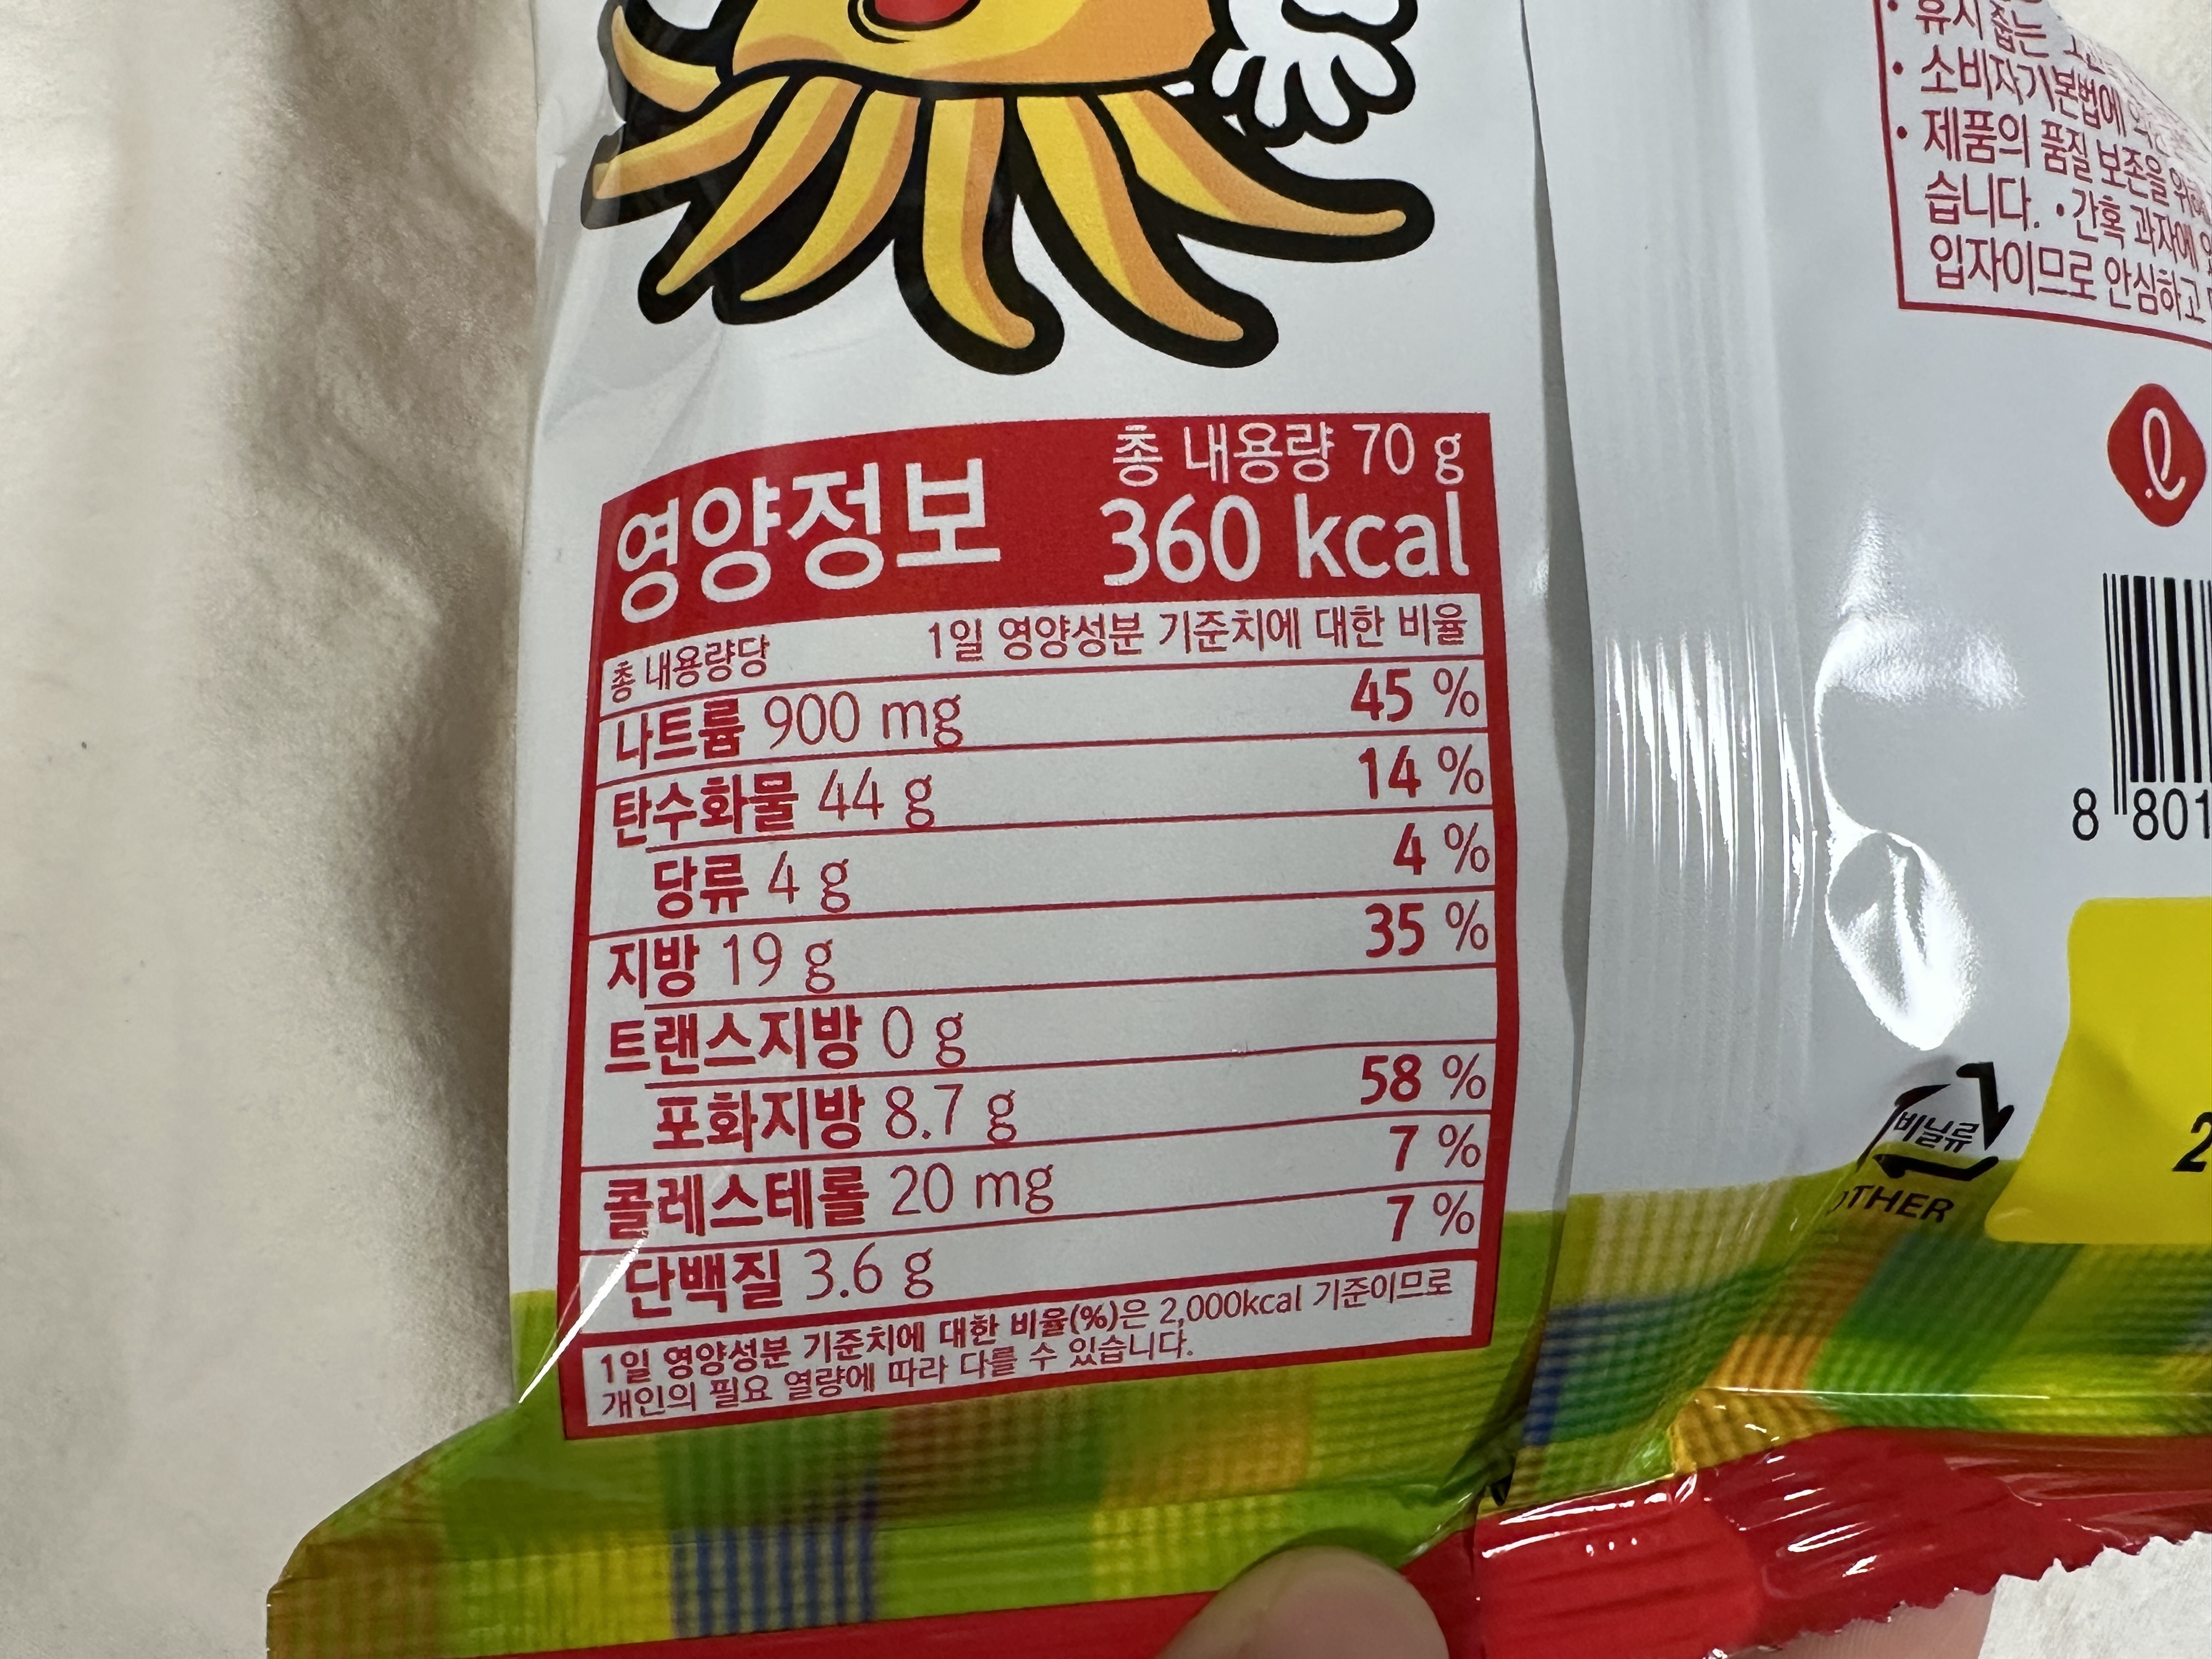 영양정보
총 내용량 70 g
360 kcal
총 내용량당 1일 영양성분 기준치에 대한 비율
나트륨 900 mg 45 %
탄수화물 44 g 14 %
당류 4 g 4 %
지방 19 g 35 %
트랜스지방 0 g
포화지방 8.7 g 58 %
콜레스테롤 20 mg 7 %
단백질 3.6 g 7 %
1일 영양성분 기준치에 대한 비율(%)은 2,000kcal 기준이므로
개인의 필요 열량에 따라 다를 수 있습니다.
• 소비자기본법에
• 제품의 품질 보존을
습니다. • 간혹 과자에
입자이므로 안심하고
8 801
비닐류
OTHER
2